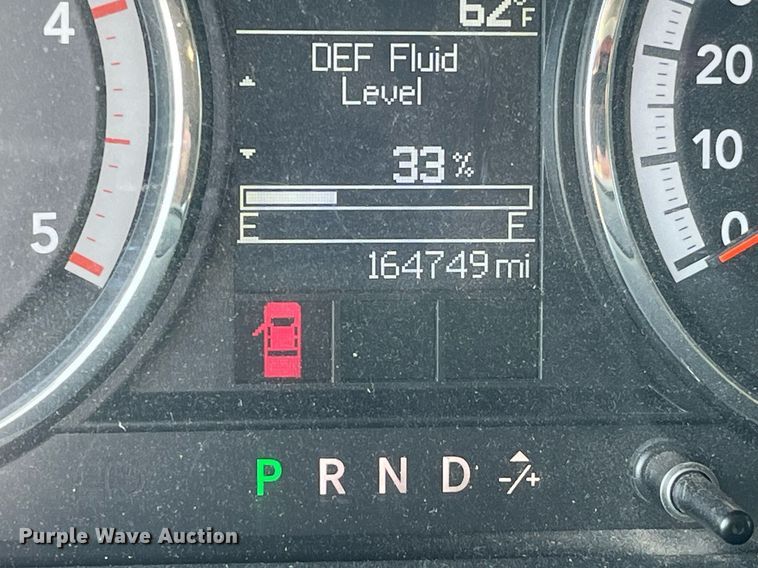 62°F
4
DEF Fluid
Level
20
33%
10
5
E F
0
164749 mi
P R N D -/+
Purple Wave Auction